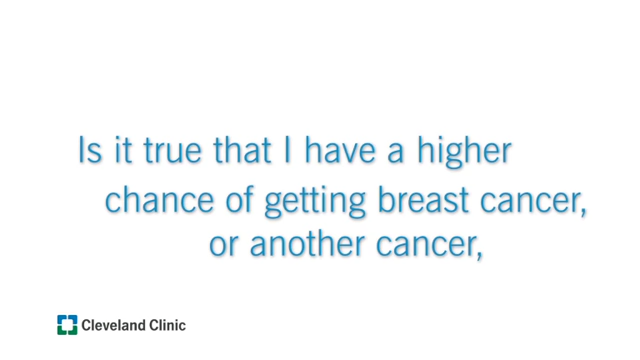 Is it true that I have a higher
chance of getting breast cancer,
or another cancer,
Cleveland Clinic